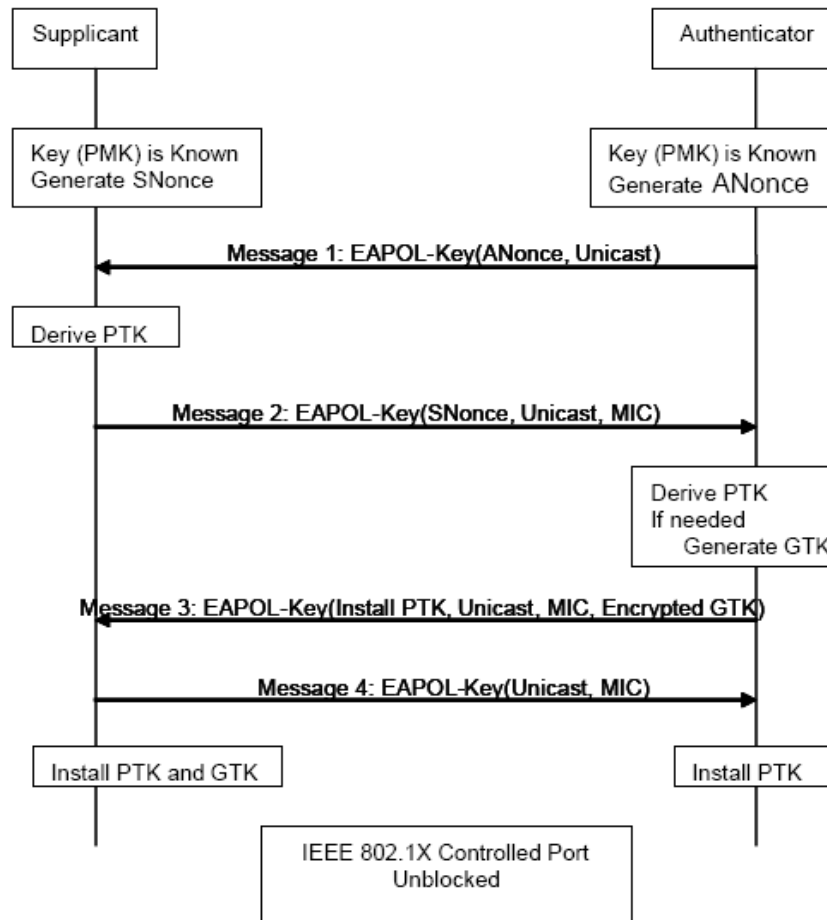 Supplicant
Authenticator
Key (PMK) is Known
Generate SNonce
Key (PMK) is Known
Generate ANonce
Message 1: EAPOL-Key(ANonce, Unicast)
Derive PTK
Message 2: EAPOL-Key(SNonce, Unicast, MIC)
Derive PTK
If needed
Generate GTK
Message 3: EAPOL-Key(Install PTK, Unicast, MIC, Encrypted GTK)
Message 4: EAPOL-Key(Unicast, MIC)
Install PTK and GTK
Install PTK
IEEE 802.1X Controlled Port
Unblocked